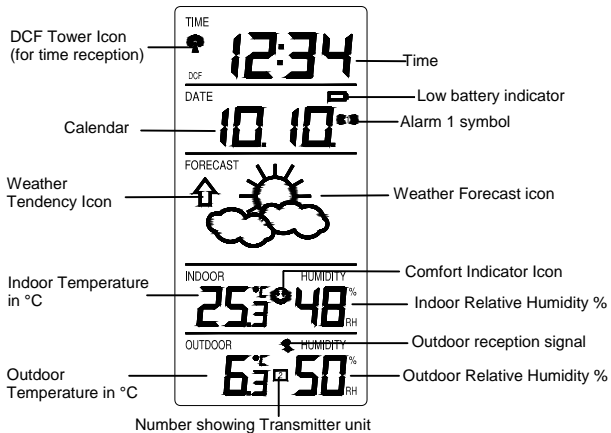 DCF Tower Icon
(for time reception)
TIME
DCF
12:34
Time
DATE
10. 10.
Low battery indicator
Alarm 1 symbol
Calendar
FORECAST
Weather
Tendency Icon
Weather Forecast icon
INDOOR
HUMIDITY
Comfort Indicator Icon
Indoor Temperature
in °C
25.3 °C
48 %
RH
Indoor Relative Humidity %
OUTDOOR
HUMIDITY
Outdoor reception signal
Outdoor
Temperature in °C
6.3 °C
2
50 %
RH
Outdoor Relative Humidity %
Number showing Transmitter unit